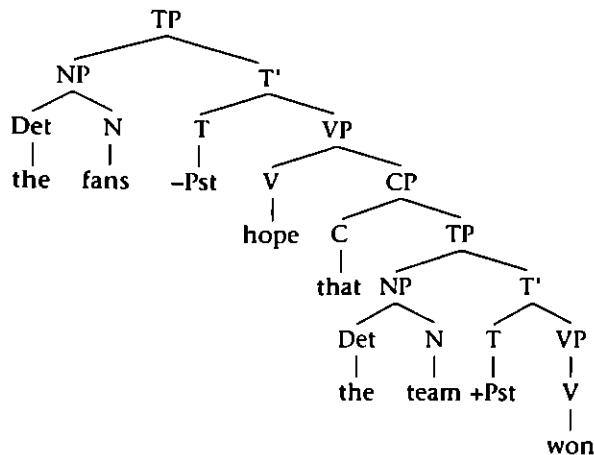 TP
NP T'
Det N T VP
the fans –Pst V CP
hope C TP
that NP T'
Det N T VP
the team +Pst V
won